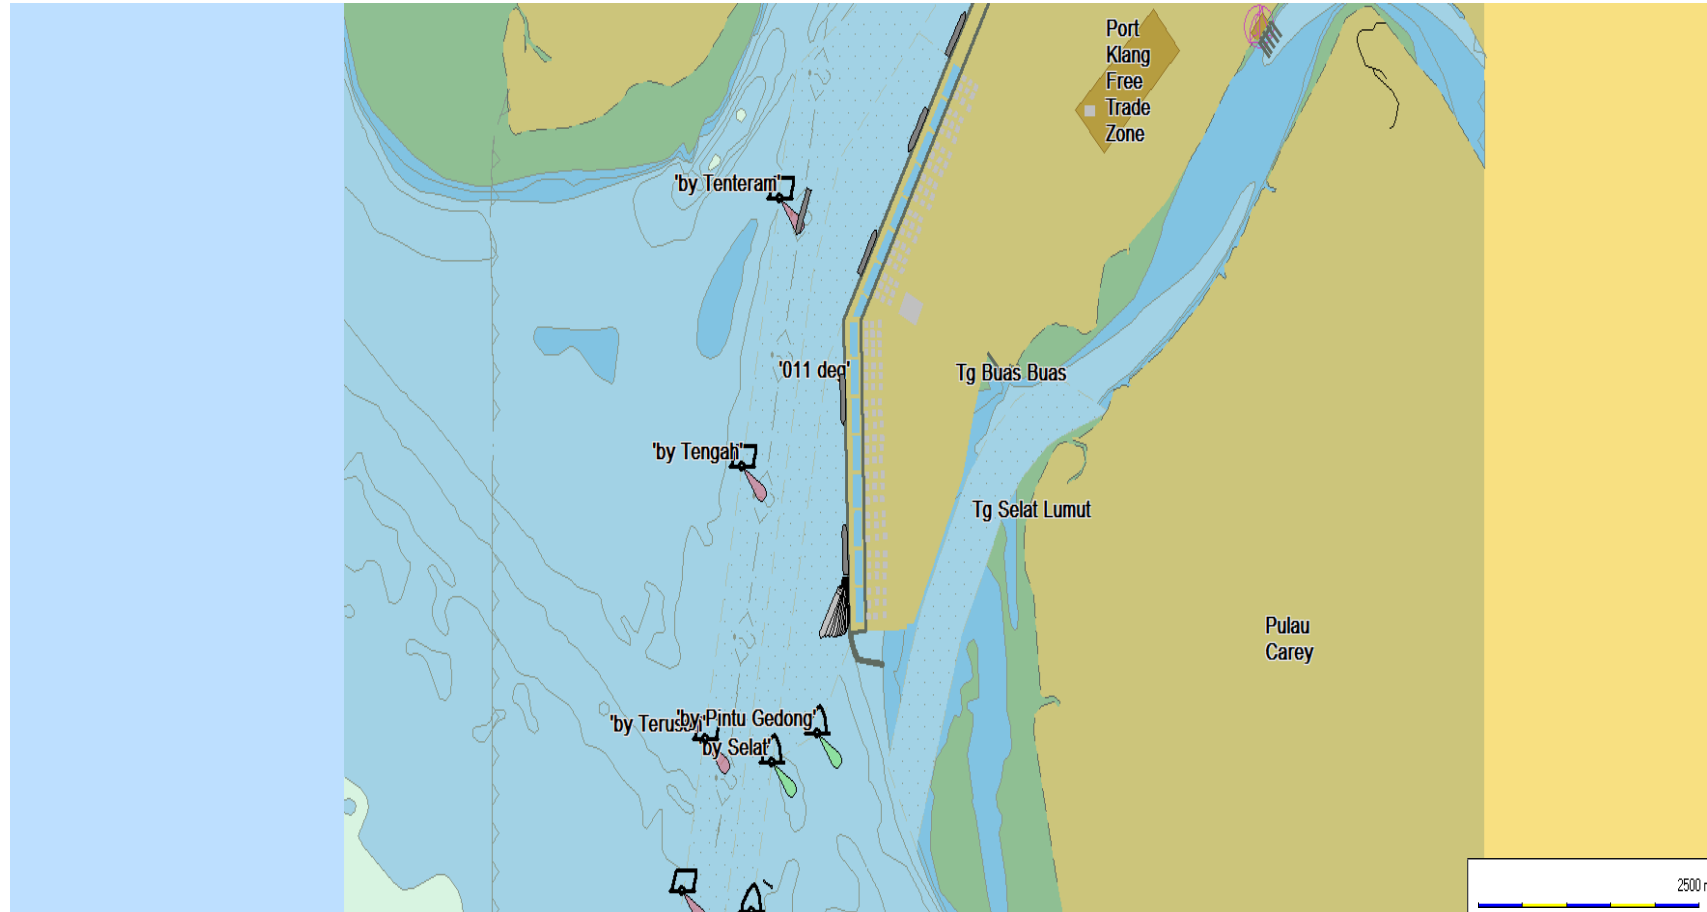 Port
Klang
Free
Trade
Zone
'by Tenteram'
'011 deg'
Tg Buas Buas
'by Tengah'
Tg Selat Lumut
Pulau
Carey
'by Pintu Gedong'
'by Selat'
2500